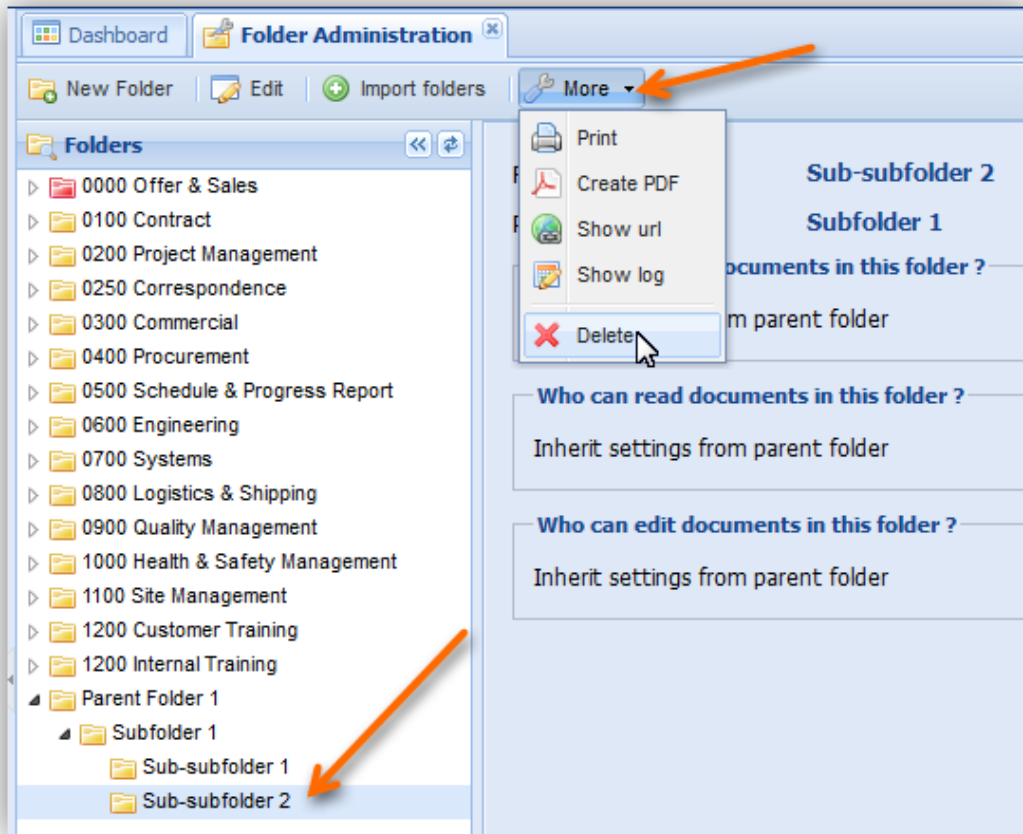 Dashboard Folder Administration
New Folder Edit Import folders More
Folders
Print
Create PDF
Show url
Show log
Delete
0000 Offer & Sales
0100 Contract
0200 Project Management
0250 Correspondence
0300 Commercial
0400 Procurement
0500 Schedule & Progress Report
0600 Engineering
0700 Systems
0800 Logistics & Shipping
0900 Quality Management
1000 Health & Safety Management
1100 Site Management
1200 Customer Training
1200 Internal Training
Parent Folder 1
Subfolder 1
Sub-subfolder 1
Sub-subfolder 2
Sub-subfolder 2
Subfolder 1
in this folder ?
parent folder
Who can read documents in this folder ?
Inherit settings from parent folder
Who can edit documents in this folder ?
Inherit settings from parent folder